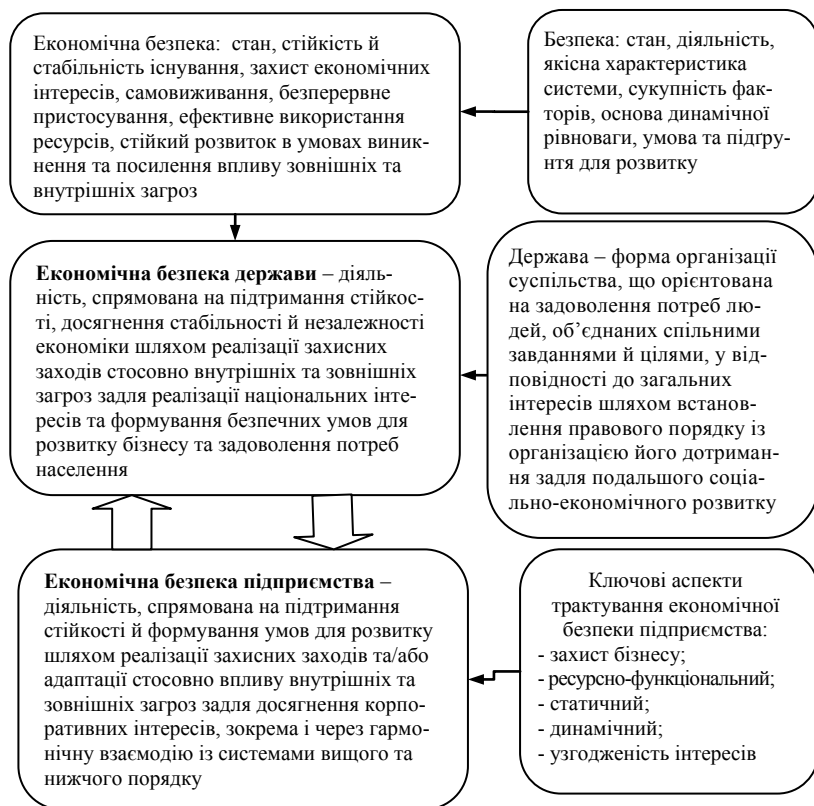 Економічна безпека: стан, стійкість й
стабільність існування, захист економічних
інтересів, самовиживання, безперервне
пристосування, ефективне використання
ресурсів, стійкий розвиток в умовах виник-
нення та посилення впливу зовнішніх та
внутрішніх загроз
Безпека: стан, діяльність,
якісна характеристика
системи, сукупність фак-
торів, основа динамічної
рівноваги, умова та підґру-
нтя для розвитку
Економічна безпека держави – діяль-
ність, спрямована на підтримання стійкос-
ті, досягнення стабільності й незалежності
економіки шляхом реалізації захисних
заходів стосовно внутрішніх та зовнішніх
загроз задля реалізації національних інте-
ресів та формування безпечних умов для
розвитку бізнесу та задоволення потреб
населення
Держава – форма організації
суспільства, що орієнтована
на задоволення потреб лю-
дей, об’єднаних спільними
завданнями й цілями, у від-
повідності до загальних
інтересів шляхом встанов-
лення правового порядку із
організацією його дотриман-
ня задля подальшого соціа-
льно-економічного розвитку
Економічна безпека підприємства –
діяльність, спрямована на підтримання
стійкості й формування умов для розвитку
шляхом реалізації захисних заходів та/або
адаптації стосовно впливу внутрішніх та
зовнішніх загроз задля досягнення корпо-
ративних інтересів, зокрема і через гармо-
нічну взаємодію із системами вищого та
нижчого порядку
Ключові аспекти
трактування економічної
безпеки підприємства:
- захист бізнесу;
- ресурсно-функціональний;
- статичний;
- динамічний;
- узгодженість інтересів